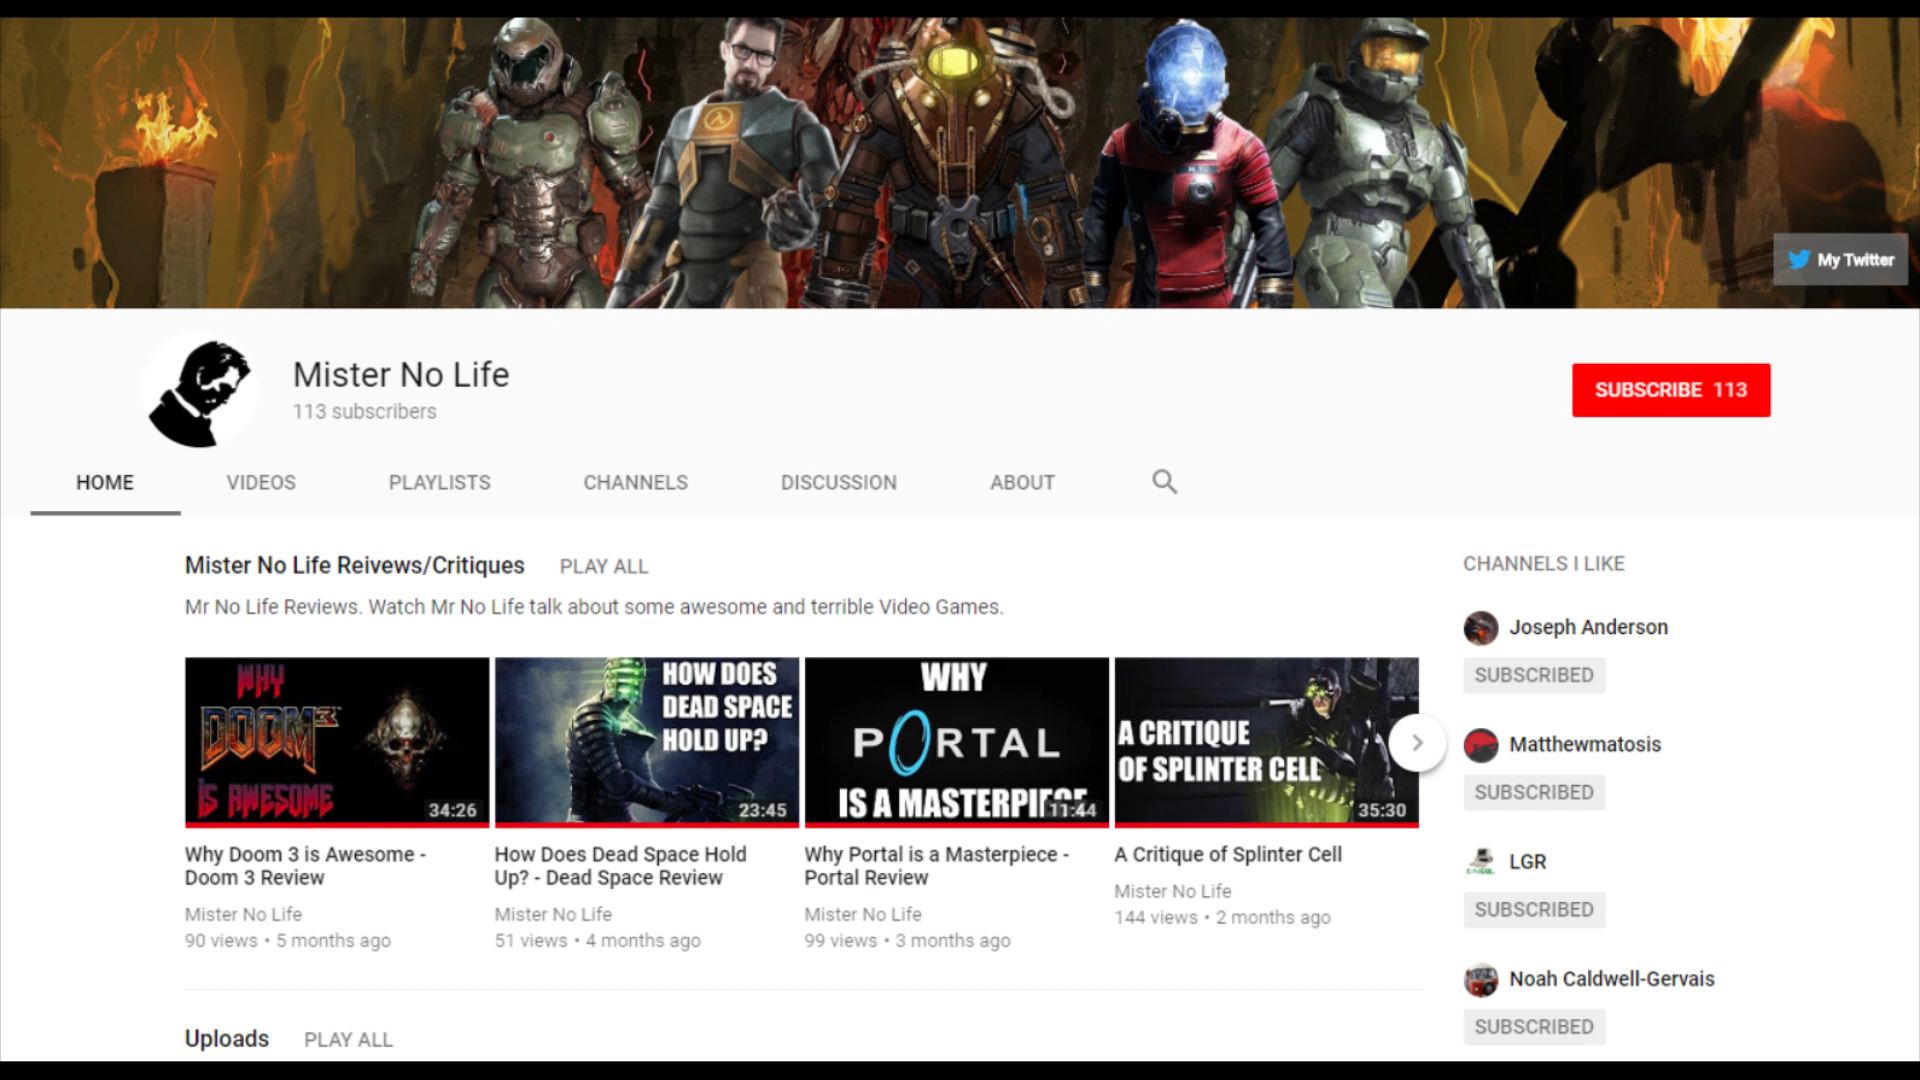 My Twitter
Mister No Life
113 subscribers
SUBSCRIBE 113
HOME VIDEOS PLAYLISTS CHANNELS DISCUSSION ABOUT
Mister No Life Reivews/Critiques PLAY ALL
Mr No Life Reviews. Watch Mr No Life talk about some awesome and terrible Video Games.
WHY
DOOM 3
IS AWESOME
34:26
Why Doom 3 is Awesome -
Doom 3 Review
Mister No Life
90 views • 5 months ago
HOW DOES
DEAD SPACE
HOLD UP?
23:45
How Does Dead Space Hold
Up? - Dead Space Review
Mister No Life
51 views • 4 months ago
WHY
PORTAL
IS A MASTERPIECE
11:44
Why Portal is a Masterpiece -
Portal Review
Mister No Life
99 views • 3 months ago
A CRITIQUE
OF SPLINTER CELL
35:30
A Critique of Splinter Cell
Mister No Life
144 views • 2 months ago
Uploads PLAY ALL
CHANNELS I LIKE
Joseph Anderson
SUBSCRIBED
Matthewmatosis
SUBSCRIBED
LGR
SUBSCRIBED
Noah Caldwell-Gervais
SUBSCRIBED